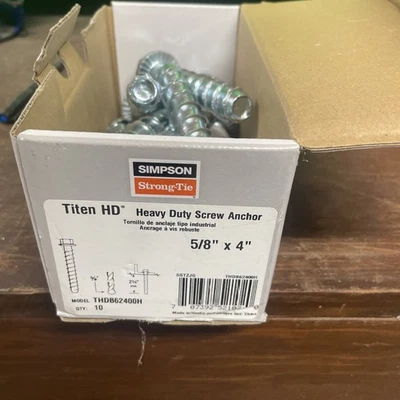 SIMPSON
Strong-Tie
Titen HD® Heavy Duty Screw Anchor
Tornillo de anclaje tipo industrial
Ancrage à vis robuste
5/8" x 4"
THDB62400H
MODEL THDB62400H
QTY: 10